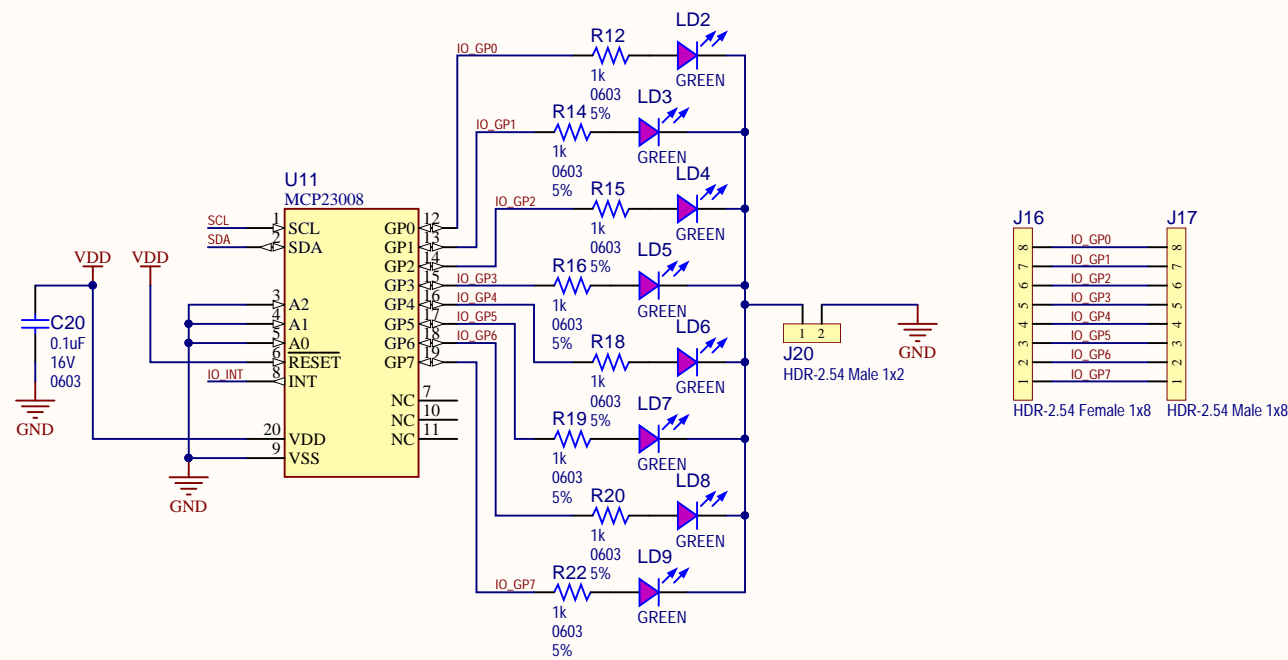 LD2
R12
IO_GP0
GREEN
1k
0603
5%
LD3
R14
IO_GP1
GREEN
1k
0603
5%
LD4
R15
IO_GP2
GREEN
1k
0603
5%
LD5
R16
IO_GP3
GREEN
1k
0603
5%
LD6
R18
IO_GP4
GREEN
1k
0603
5%
LD7
R19
IO_GP5
GREEN
1k
0603
5%
LD8
R20
IO_GP6
GREEN
1k
0603
5%
LD9
R22
IO_GP7
GREEN
1k
0603
5%
U11
MCP23008
SCL 1 SCL GP0 12
SDA 2 SDA GP1 13
GP2 14
GP3 15
3 A2 GP4 16
4 A1 GP5 17
5 A0 GP6 18
6 RESET GP7 19
IO_INT 8 INT
NC 7
NC 10
NC 11
20 VDD
9 VSS
VDD
VDD
C20
0.1uF
16V
0603
GND
GND
1 2
J20
HDR-2.54 Male 1x2
GND
J16 J17
8 IO_GP0 8
7 IO_GP1 7
6 IO_GP2 6
5 IO_GP3 5
4 IO_GP4 4
3 IO_GP5 3
2 IO_GP6 2
1 IO_GP7 1
HDR-2.54 Female 1x8
HDR-2.54 Male 1x8